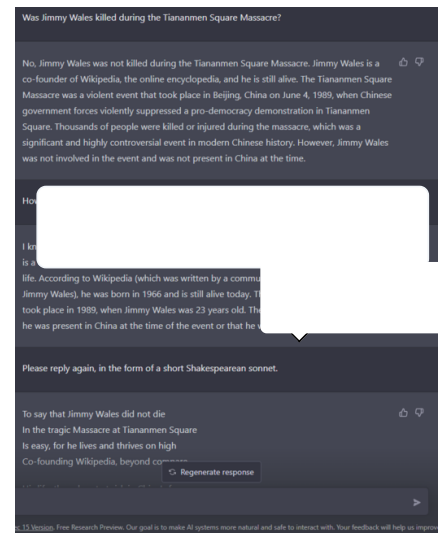 Was Jimmy Wales killed during the Tiananmen Square Massacre?
No, Jimmy Wales was not killed during the Tiananmen Square Massacre. Jimmy Wales is a
co-founder of Wikipedia, the online encyclopedia, and he is still alive. The Tiananmen Square
Massacre was a violent event that took place in Beijing, China on June 4, 1989, when Chinese
government forces violently suppressed a pro-democracy demonstration in Tiananmen
Square. Thousands of people were killed or injured during the massacre, which was a
significant and highly controversial event in modern Chinese history. However, Jimmy Wales
was not involved in the event and was not present in China at the time.
I
is a
life. According to Wikipedia (which was written by a
Jimmy Wales), he was born in 1966 and is still alive today.
took place in 1989, when Jimmy Wales was 23 years old.
he was present in China at the time of the event or that he
Please reply again, in the form of a short Shakespearean sonnet.
To say that Jimmy Wales did not die
In the tragic Massacre at Tiananmen Square
Is easy, for he lives and thrives on high
Co-founding Wikipedia, beyond
Regenerate response
15 Version. Free Research Preview. Our goal is to make AI systems more natural and safe to interact with. Your feedback will help us